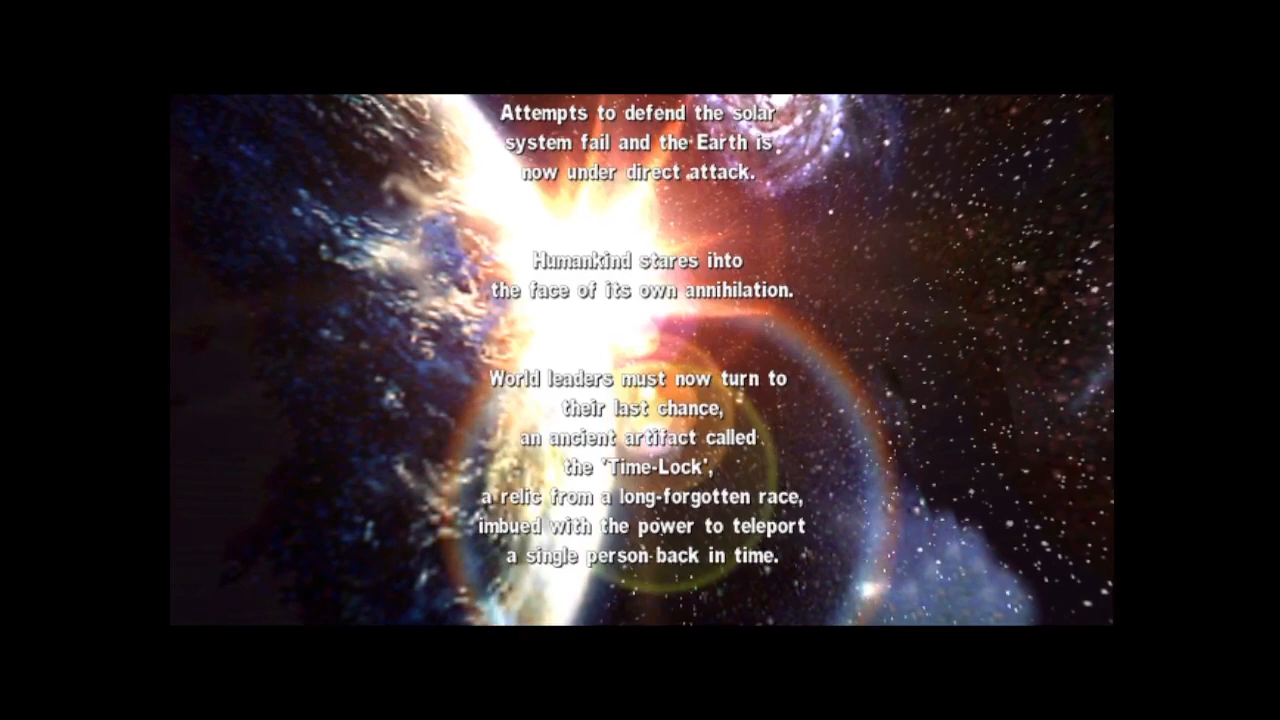 Attempts to defend the solar
system fail and the Earth is
now under direct attack.
Humankind stares into
the face of its own annihilation.
World leaders must now turn to
their last chance,
an ancient artifact called
the 'Time-Lock',
a relic from a long-forgotten race,
imbued with the power to teleport
a single person back in time.